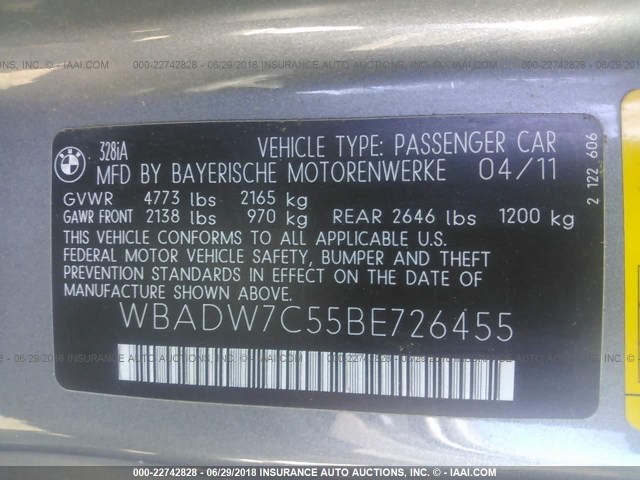 INC. - © IAAI.COM 000-22742828 - 06/29/2018 INSURANCE AUTO AUCTIONS, INC. - © IAAI.COM
BMW
328iA VEHICLE TYPE: PASSENGER CAR
MFD BY BAYERISCHE MOTORENWERKE 04/11
GVWR 4773 lbs 2165 kg
GAWR FRONT 2138 lbs 970 kg REAR 2646 lbs 1200 kg
THIS VEHICLE CONFORMS TO ALL APPLICABLE U.S.
FEDERAL MOTOR VEHICLE SAFETY, BUMPER AND THEFT
PREVENTION STANDARDS IN EFFECT ON THE DATE OF
MANUFACTURE SHOWN ABOVE.
WBADW7C55BE726455
2 122 606
000-22742828 - 06/29/2018 INSURANCE AUTO AUCTIONS, INC. - © IAAI.COM